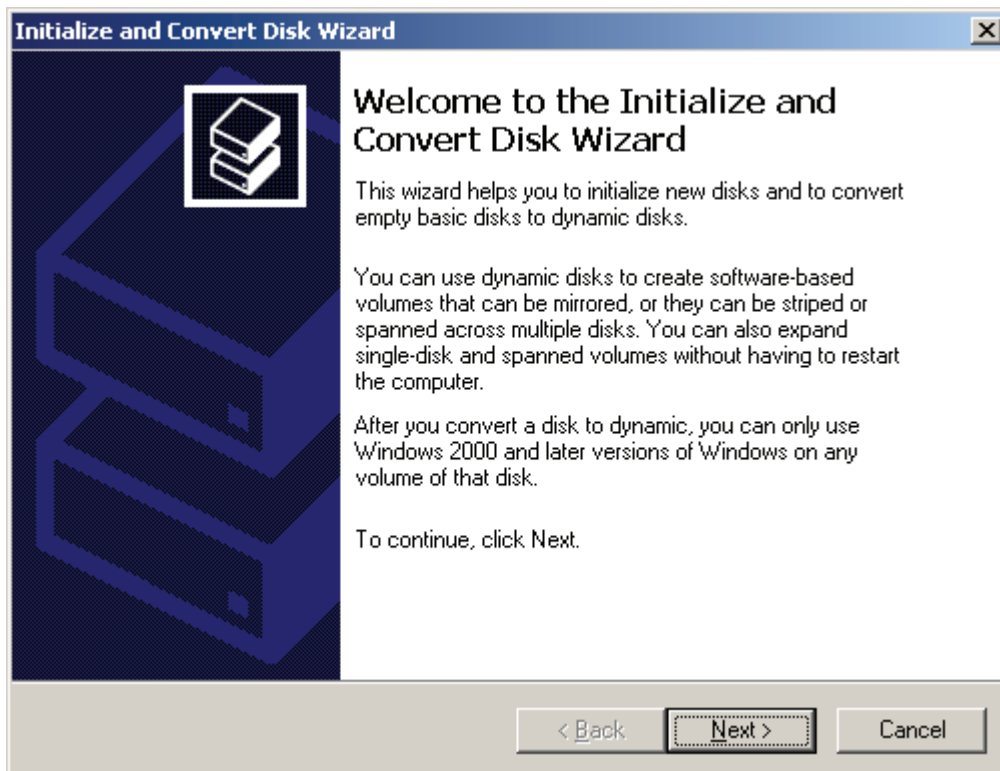 Initialize and Convert Disk Wizard
Welcome to the Initialize and
Convert Disk Wizard
This wizard helps you to initialize new disks and to convert
empty basic disks to dynamic disks.
You can use dynamic disks to create software-based
volumes that can be mirrored, or they can be striped or
spanned across multiple disks. You can also expand
single-disk and spanned volumes without having to restart
the computer.
After you convert a disk to dynamic, you can only use
Windows 2000 and later versions of Windows on any
volume of that disk.
To continue, click Next.
< Back Next > Cancel